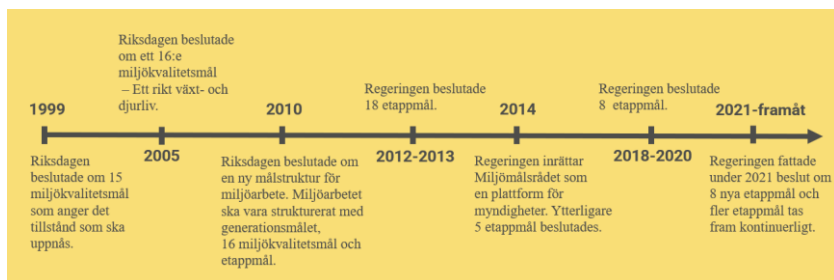 1999
Riksdagen
beslutade om 15
miljökvalitetsmål
som anger det
tillstånd som ska
uppnås.
Riksdagen beslutade
om ett 16:e
miljökvalitetsmål
– Ett rikt växt- och
djurliv.
2005
2010
Riksdagen beslutade om
en ny målstruktur för
miljöarbete. Miljöarbetet
ska vara strukturerat med
generationsmålet,
16 miljökvalitetsmål och
etappmål.
Regeringen beslutade
18 etappmål.
2012-2013
2014
Regeringen inrättar
Miljömålsrådet som
en plattform för
myndigheter. Ytterligare
5 etappmål beslutades.
Regeringen beslutade
8 etappmål.
2018-2020
2021-framåt
Regeringen fattade
under 2021 beslut om
8 nya etappmål och
fler etappmål tas
fram kontinuerligt.